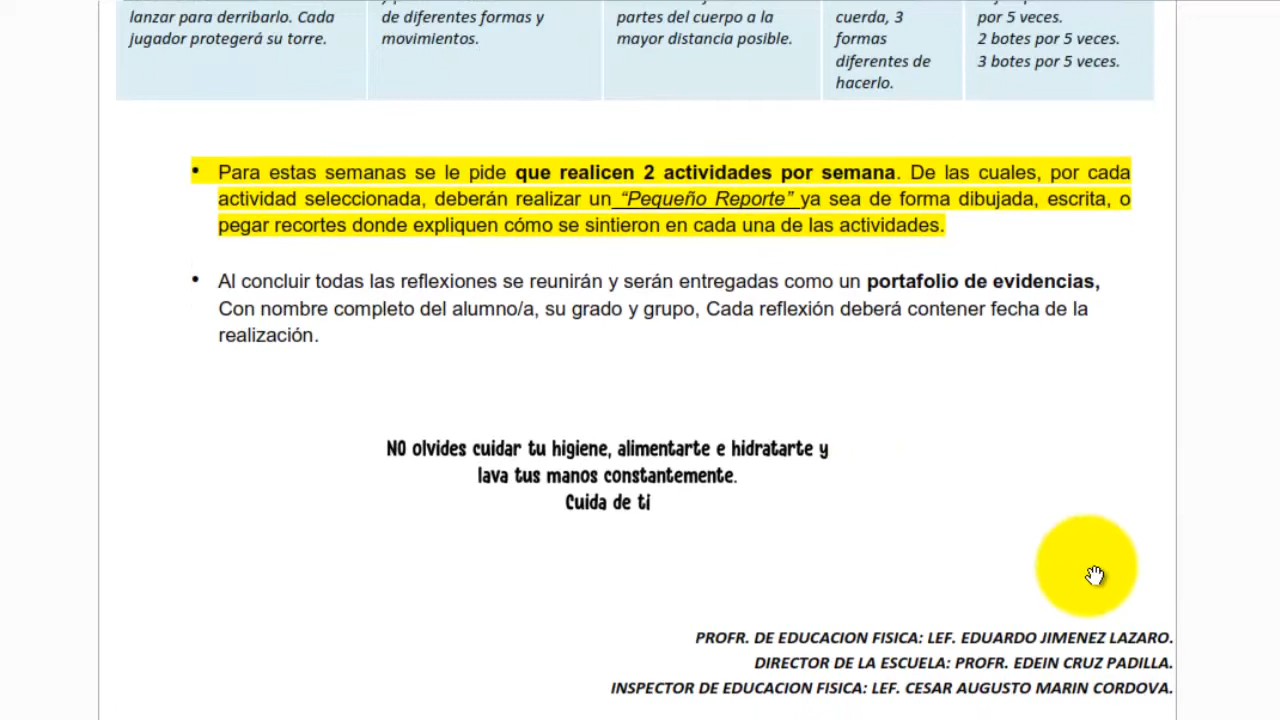 lanzar para derribarlo. Cada
jugador protegerá su torre.
de diferentes formas y
movimientos.
partes del cuerpo a la
mayor distancia posible.
cuerda, 3
formas
diferentes de
hacerlo.
por 5 veces.
2 botes por 5 veces.
3 botes por 5 veces.
• Para estas semanas se le pide que realicen 2 actividades por semana. De las cuales, por cada
actividad seleccionada, deberán realizar un “Pequeño Reporte” ya sea de forma dibujada, escrita, o
pegar recortes donde expliquen cómo se sintieron en cada una de las actividades.
• Al concluir todas las reflexiones se reunirán y serán entregadas como un portafolio de evidencias,
Con nombre completo del alumno/a, su grado y grupo, Cada reflexión deberá contener fecha de la
realización.
NO olvides cuidar tu higiene, alimentarte e hidratarte y
lava tus manos constantemente.
Cuida de ti
PROFR. DE EDUCACION FISICA: LEF. EDUARDO JIMENEZ LAZARO.
DIRECTOR DE LA ESCUELA: PROFR. EDEIN CRUZ PADILLA.
INSPECTOR DE EDUCACION FISICA: LEF. CESAR AUGUSTO MARIN CORDOVA.